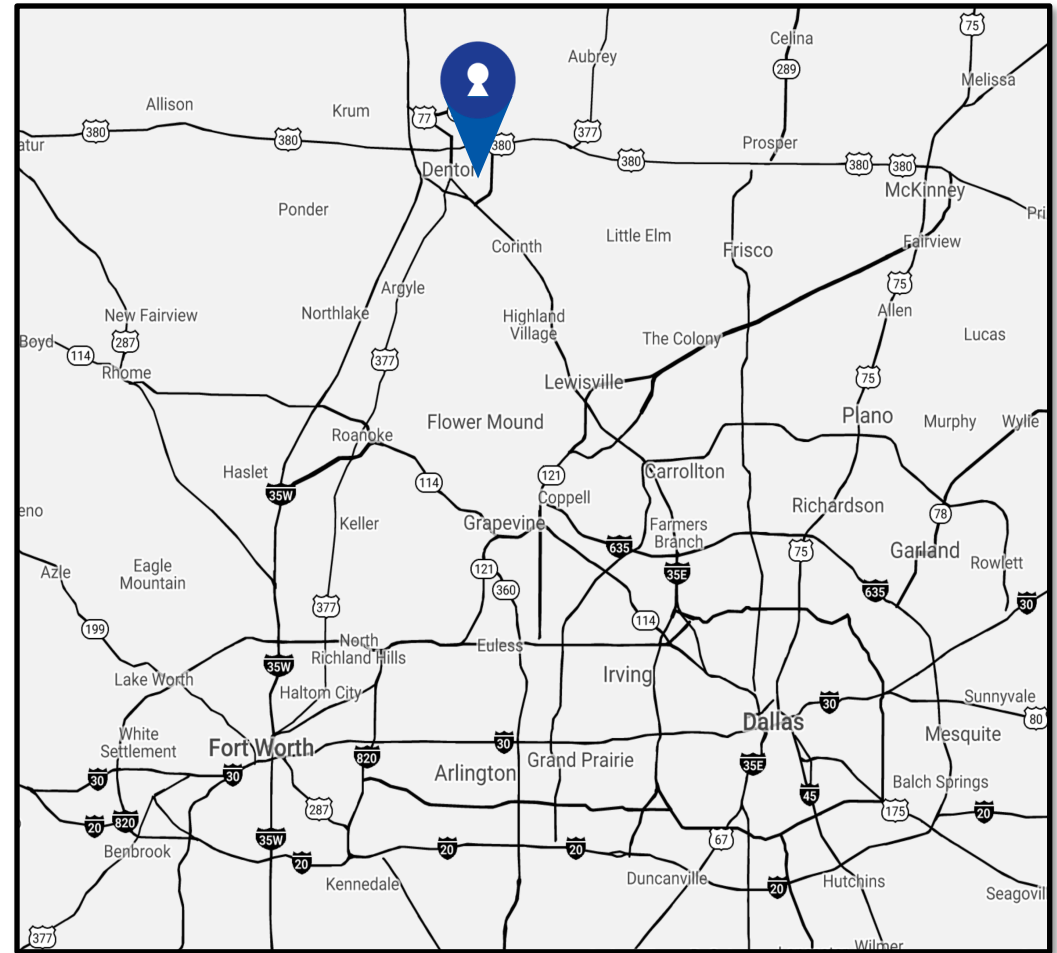 75
Celina
Aubrey
289
Melissa
Allison
Krum
77
380
380
377
380
atur
Prosper
380
380
380
Denton
McKinney
Ponder
Pri
Little Elm
Fairview
Corinth
Frisco
75
Argyle
Allen
New Fairview
Northlake
Highland
Village
Lucas
The Colony
Boyd
287
114
377
Rhome
75
Lewisville
Plano
Flower Mound
Murphy
Wylie
Roanoke
Haslet
Carrollton
121
114
35W
Coppell
Richardson
eno
78
Keller
Grapevine
Farmers
Branch
635
75
Garland
Rowlett
Azle
Eagle
Mountain
121
35E
360
635
30
377
114
199
North
Richland Hills
Euless
35W
Irving
Lake Worth
Haltom City
Sunnyvale
30
80
Dallas
White
Settlement
Fort Worth
30
Mesquite
820
Grand Prairie
35E
Arlington
30
30
Balch Springs
45
287
175
20
20
820
35W
67
Benbrook
20
20
20
Kennedale
Duncanville
20
Hutchins
Seagovil
377
Wilmer